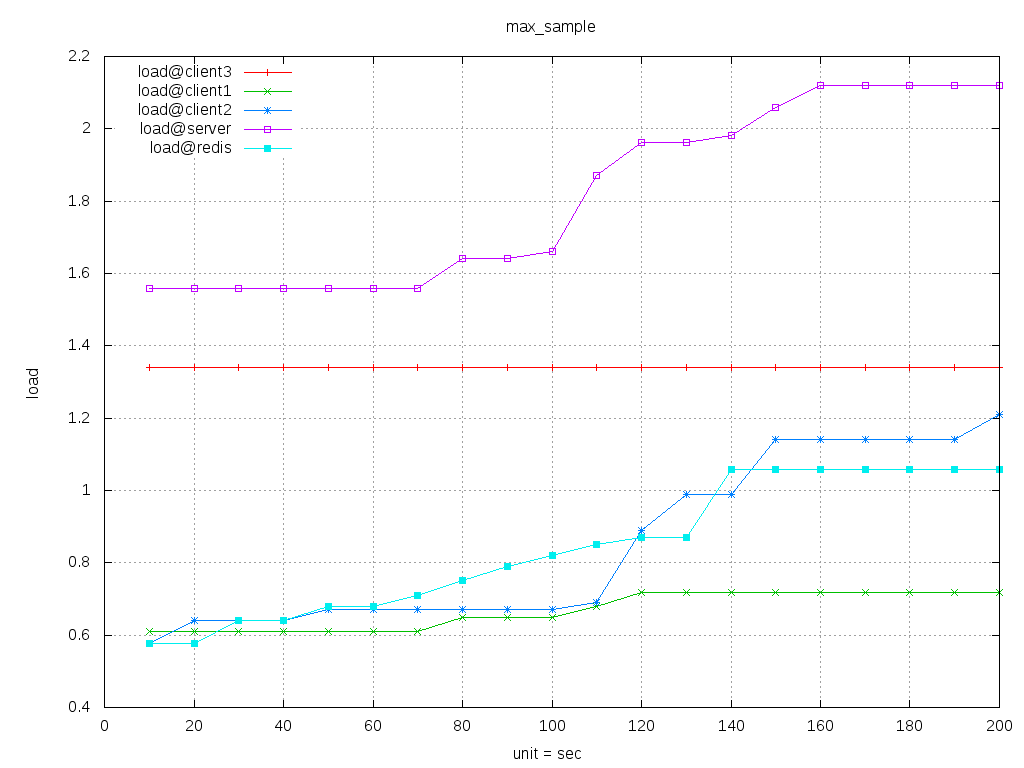 max_sample
2.2
2
1.8
1.6
1.4
1.2
1
0.8
0.6
0.4
load
load@client3
load@client1
load@client2
load@server
load@redis
0 20 40 60 80 100 120 140 160 180 200
unit = sec